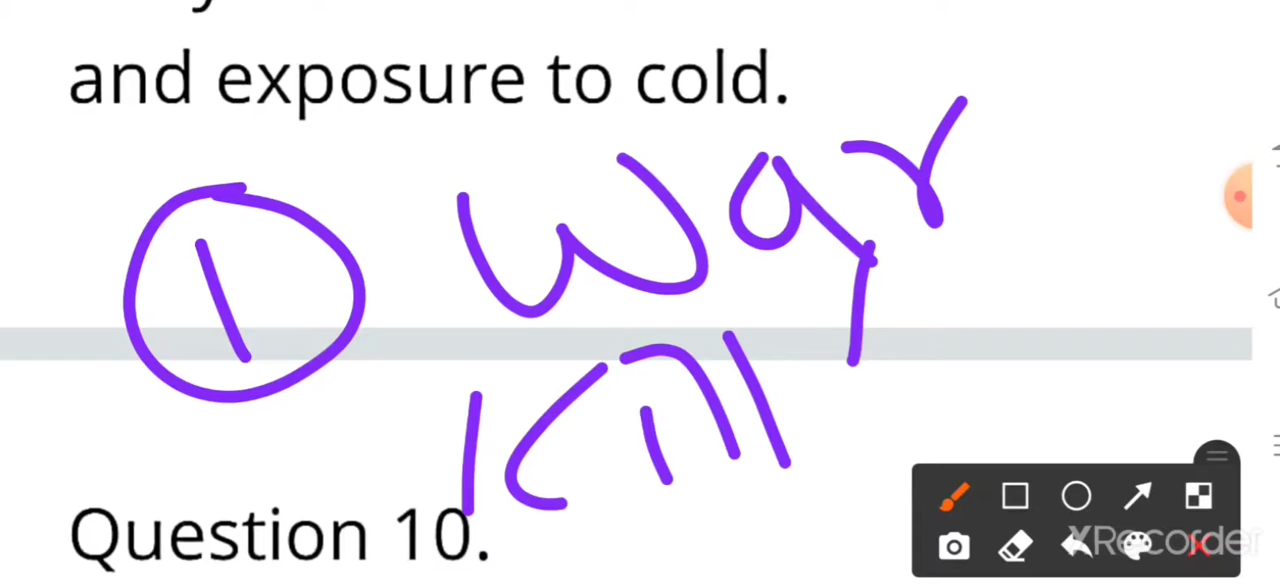 and exposure to cold.
1 War
Kill
Question 10.
XRecorder